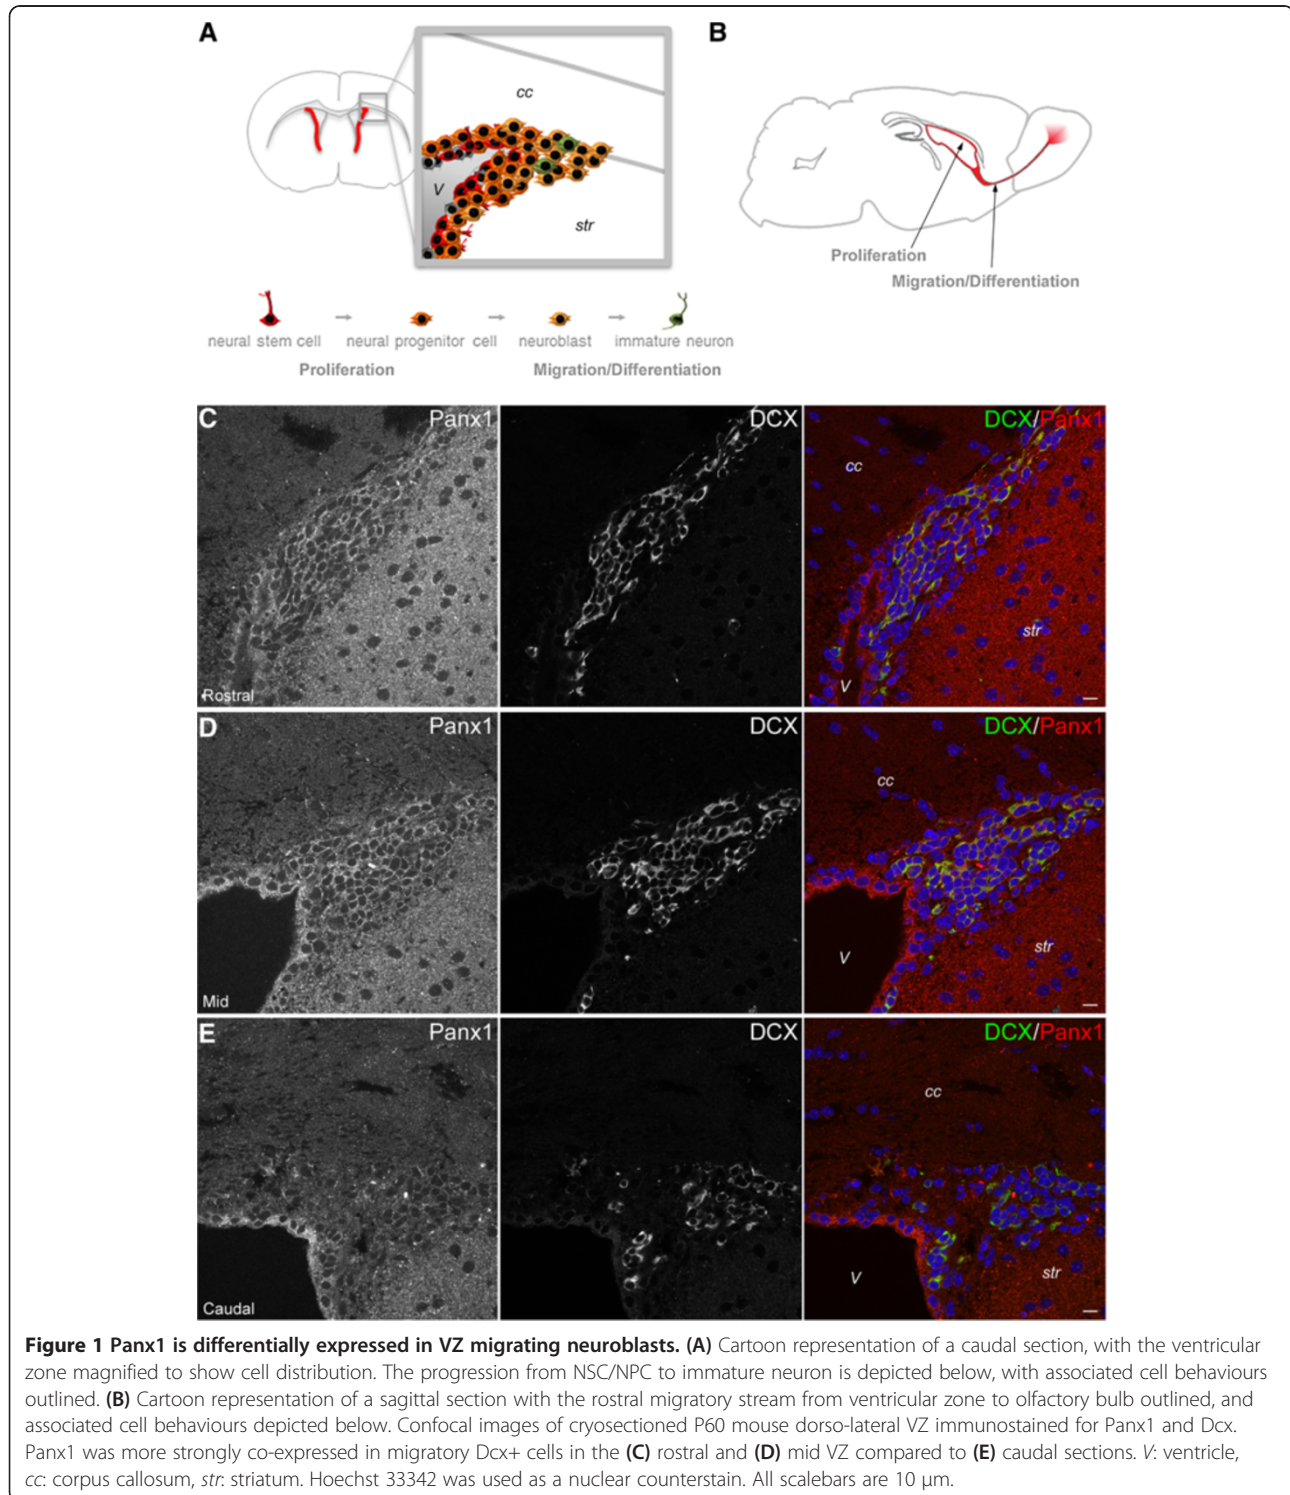 A
B
cc
V
str
Proliferation
Migration/Differentiation
neural stem cell
neural progenitor cell
neuroblast
immature neuron
Proliferation
Migration/Differentiation
C
Panx1
DCX
DCX/Panx1
cc
str
V
Rostral
D
Panx1
DCX
DCX/Panx1
cc
str
V
Mid
E
Panx1
DCX
DCX/Panx1
cc
str
V
Caudal
Figure 1 Panx1 is differentially expressed in VZ migrating neuroblasts. (A) Cartoon representation of a caudal section, with the ventricular
zone magnified to show cell distribution. The progression from NSC/NPC to immature neuron is depicted below, with associated cell behaviours
outlined. (B) Cartoon representation of a sagittal section with the rostral migratory stream from ventricular zone to olfactory bulb outlined, and
associated cell behaviours depicted below. Confocal images of cryosectioned P60 mouse dorso-lateral VZ immunostained for Panx1 and Dcx.
Panx1 was more strongly co-expressed in migratory Dcx+ cells in the (C) rostral and (D) mid VZ compared to (E) caudal sections. V: ventricle,
cc: corpus callosum, str: striatum. Hoechst 33342 was used as a nuclear counterstain. All scalebars are 10 μm.